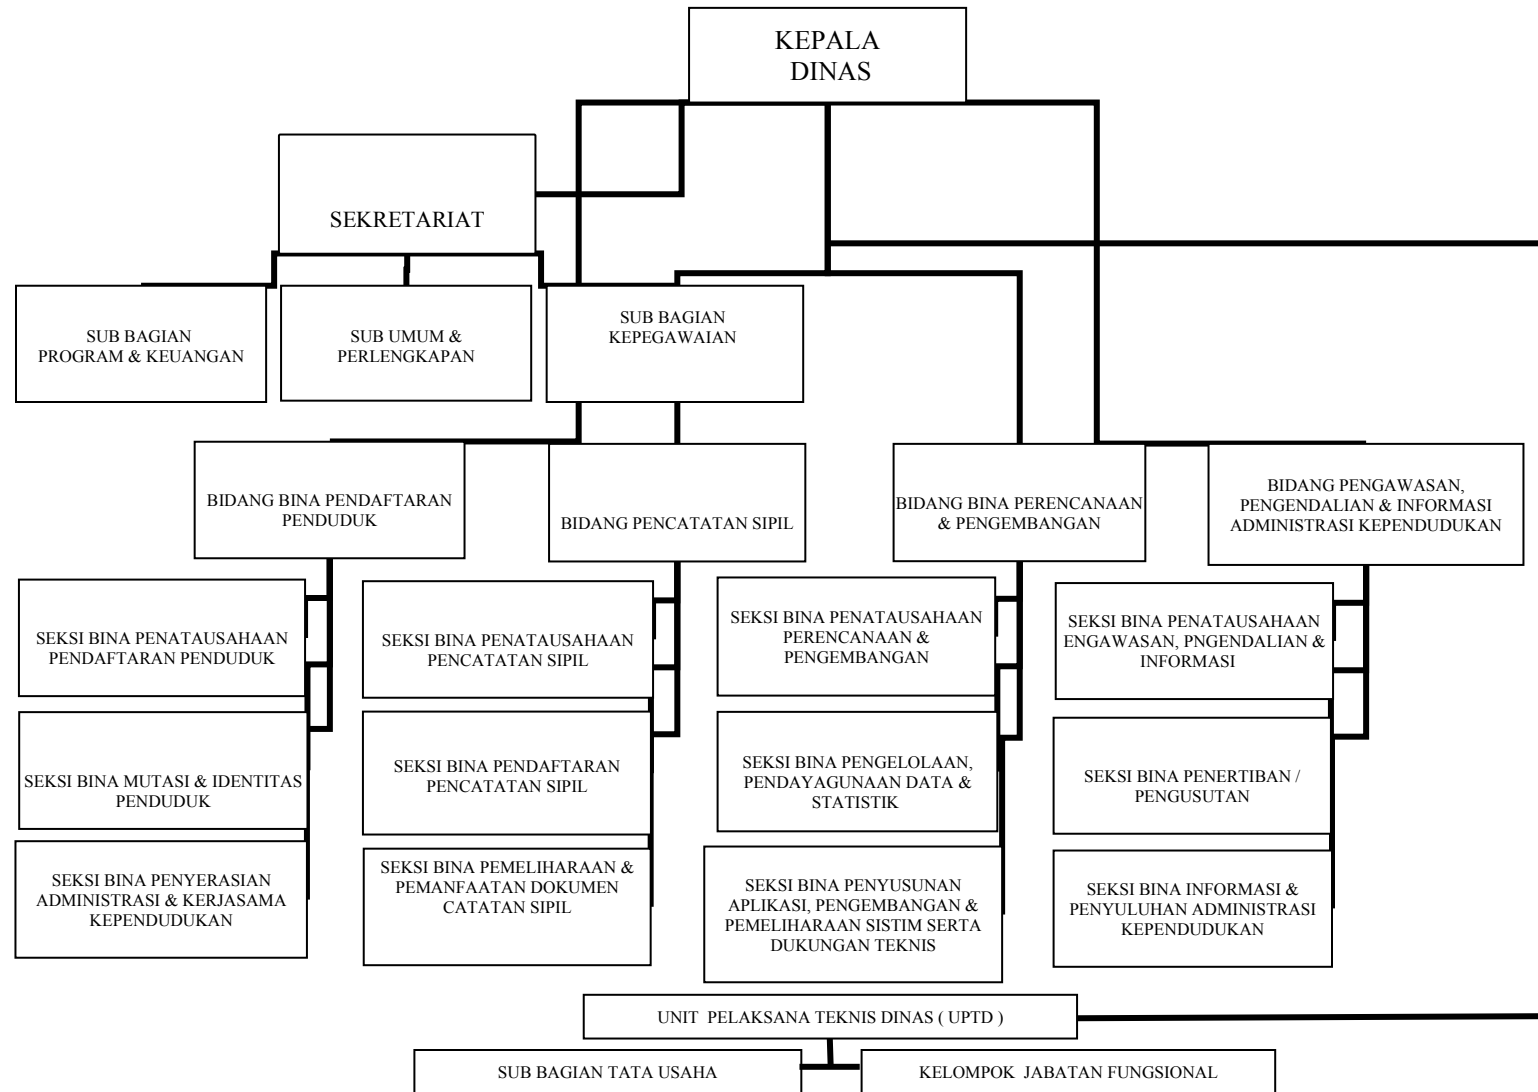 KEPALA
DINAS
SEKRETARIAT
SUB BAGIAN
PROGRAM & KEUANGAN
SUB UMUM &
PERLENGKAPAN
SUB BAGIAN
KEPEGAWAIAN
BIDANG BINA PENDAFTARAN
PENDUDUK
BIDANG PENCATATAN SIPIL
BIDANG BINA PERENCANAAN
& PENGEMBANGAN
BIDANG PENGAWASAN,
PENGENDALIAN & INFORMASI
ADMINISTRASI KEPENDUDUKAN
SEKSI BINA PENATAUSAHAAN
PENDAFTARAN PENDUDUK
SEKSI BINA PENATAUSAHAAN
PENCATATAN SIPIL
SEKSI BINA PENATAUSAHAAN
PERENCANAAN &
PENGEMBANGAN
SEKSI BINA PENATAUSAHAAN
ENGAWASAN, PNGENDALIAN &
INFORMASI
SEKSI BINA MUTASI & IDENTITAS
PENDUDUK
SEKSI BINA PENDAFTARAN
PENCATATAN SIPIL
SEKSI BINA PENGELOLAAN,
PENDAYAGUNAAN DATA &
STATISTIK
SEKSI BINA PENERTIBAN /
PENGUSUTAN
SEKSI BINA PENYERASIAN
ADMINISTRASI & KERJASAMA
KEPENDUDUKAN
SEKSI BINA PEMELIHARAAN &
PEMANFAATAN DOKUMEN
CATATAN SIPIL
SEKSI BINA PENYUSUNAN
APLIKASI, PENGEMBANGAN &
PEMELIHARAAN SISTIM SERTA
DUKUNGAN TEKNIS
SEKSI BINA INFORMASI &
PENYULUHAN ADMINISTRASI
KEPENDUDUKAN
UNIT PELAKSANA TEKNIS DINAS ( UPTD )
SUB BAGIAN TATA USAHA
KELOMPOK JABATAN FUNGSIONAL